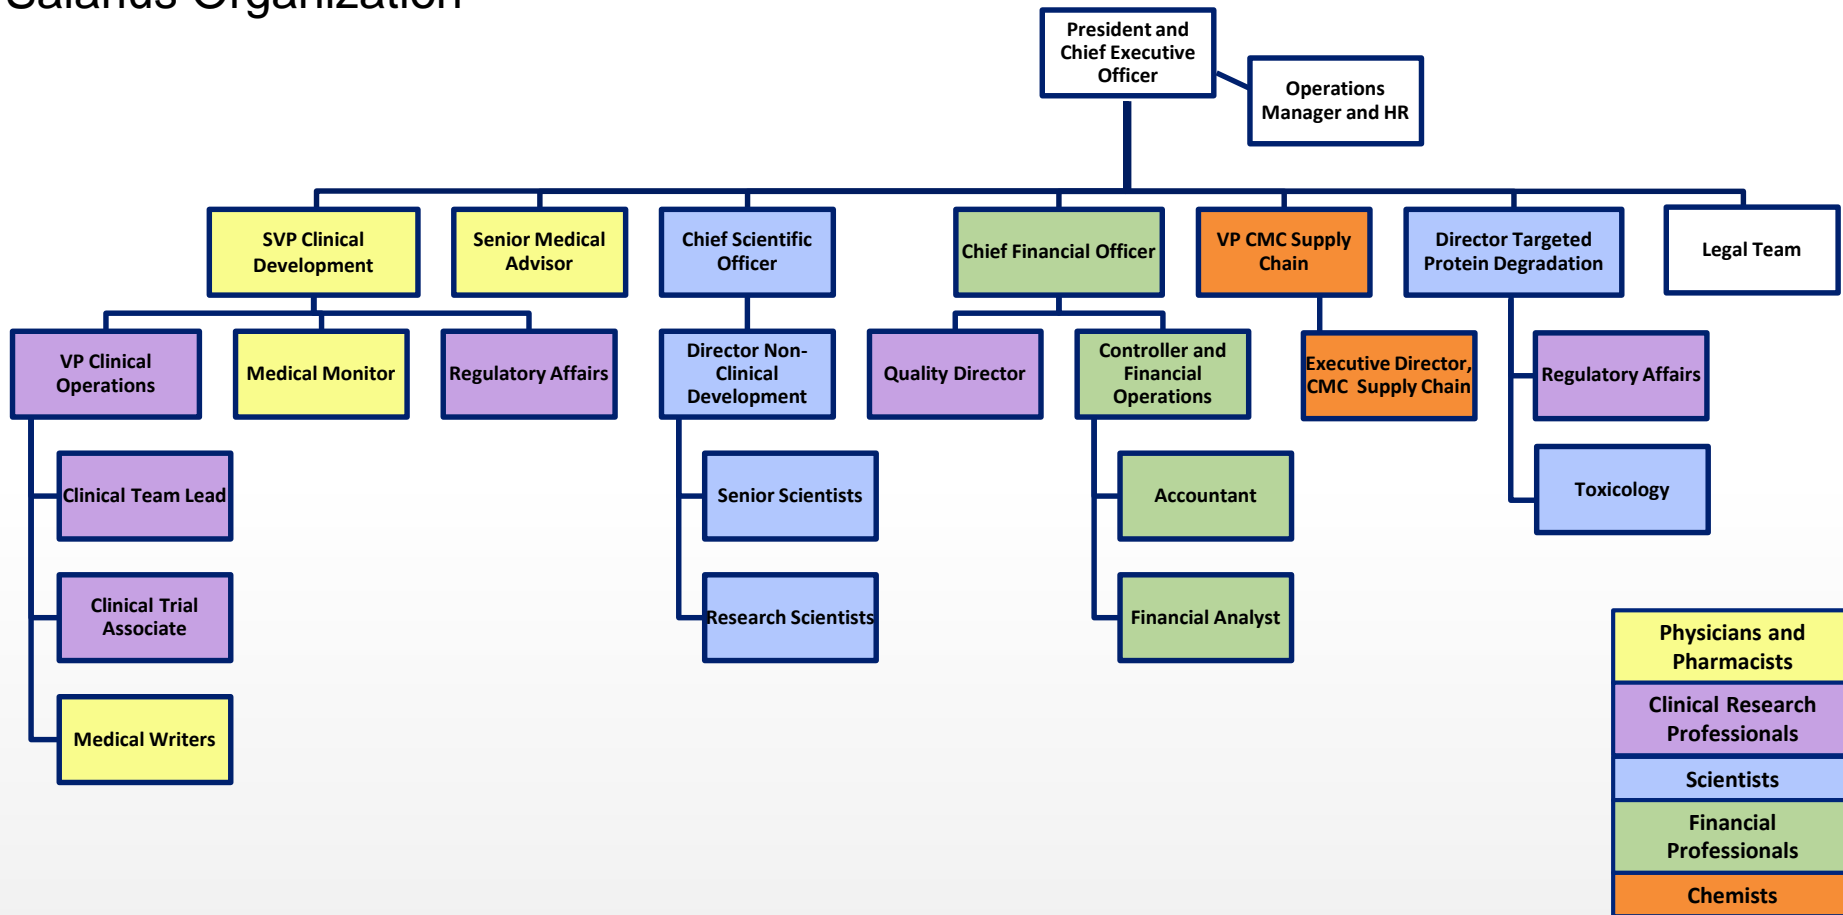 Salarius Organization
President and
Chief Executive
Officer
Operations
Manager and HR
SVP Clinical
Development
Senior Medical
Advisor
Chief Scientific
Officer
Chief Financial Officer
VP CMC Supply
Chain
Director Targeted
Protein Degradation
Legal Team
VP Clinical
Operations
Medical Monitor
Regulatory Affairs
Director Non-
Clinical
Development
Quality Director
Controller and
Financial
Operations
Executive Director,
CMC Supply Chain
Regulatory Affairs
Clinical Team Lead
Senior Scientists
Accountant
Toxicology
Clinical Trial
Associate
Research Scientists
Financial Analyst
Medical Writers
Physicians and
Pharmacists
Clinical Research
Professionals
Scientists
Financial
Professionals
Chemists